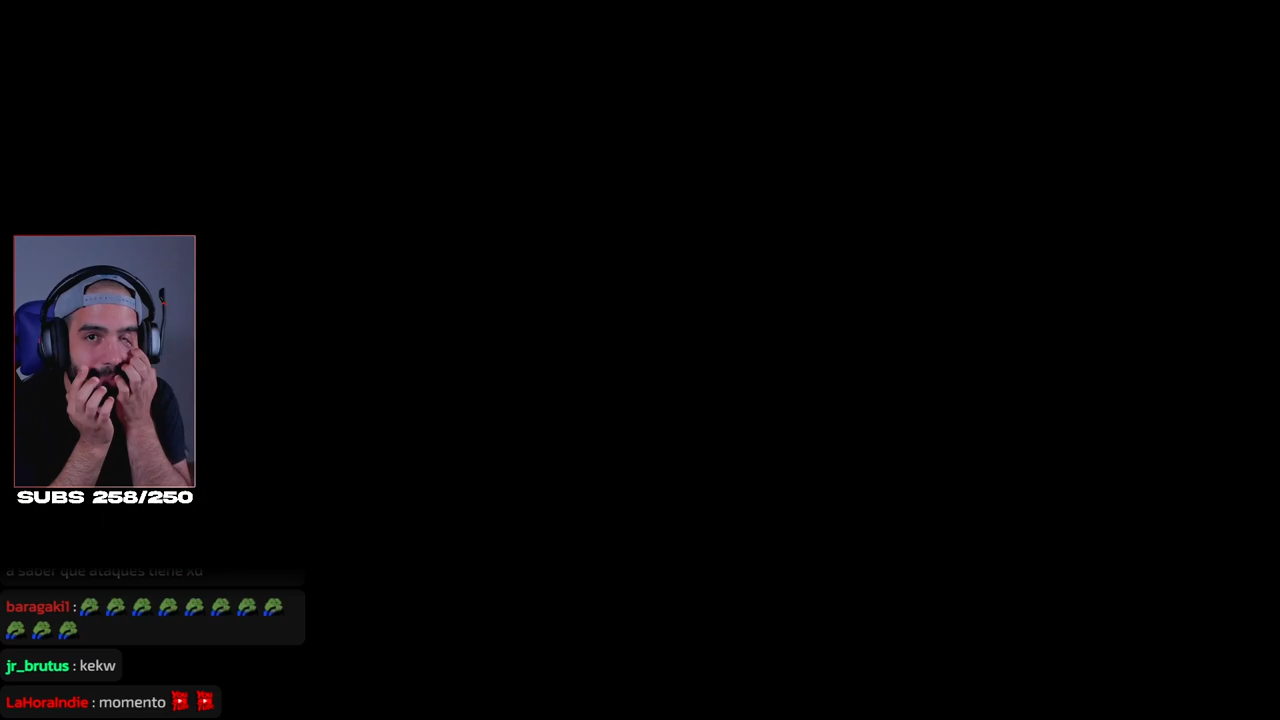 SUBS 258/250
a saber que ataques tiene xd
baragaki1 :
jr_brutus : kekw
LaHoraIndie : momento